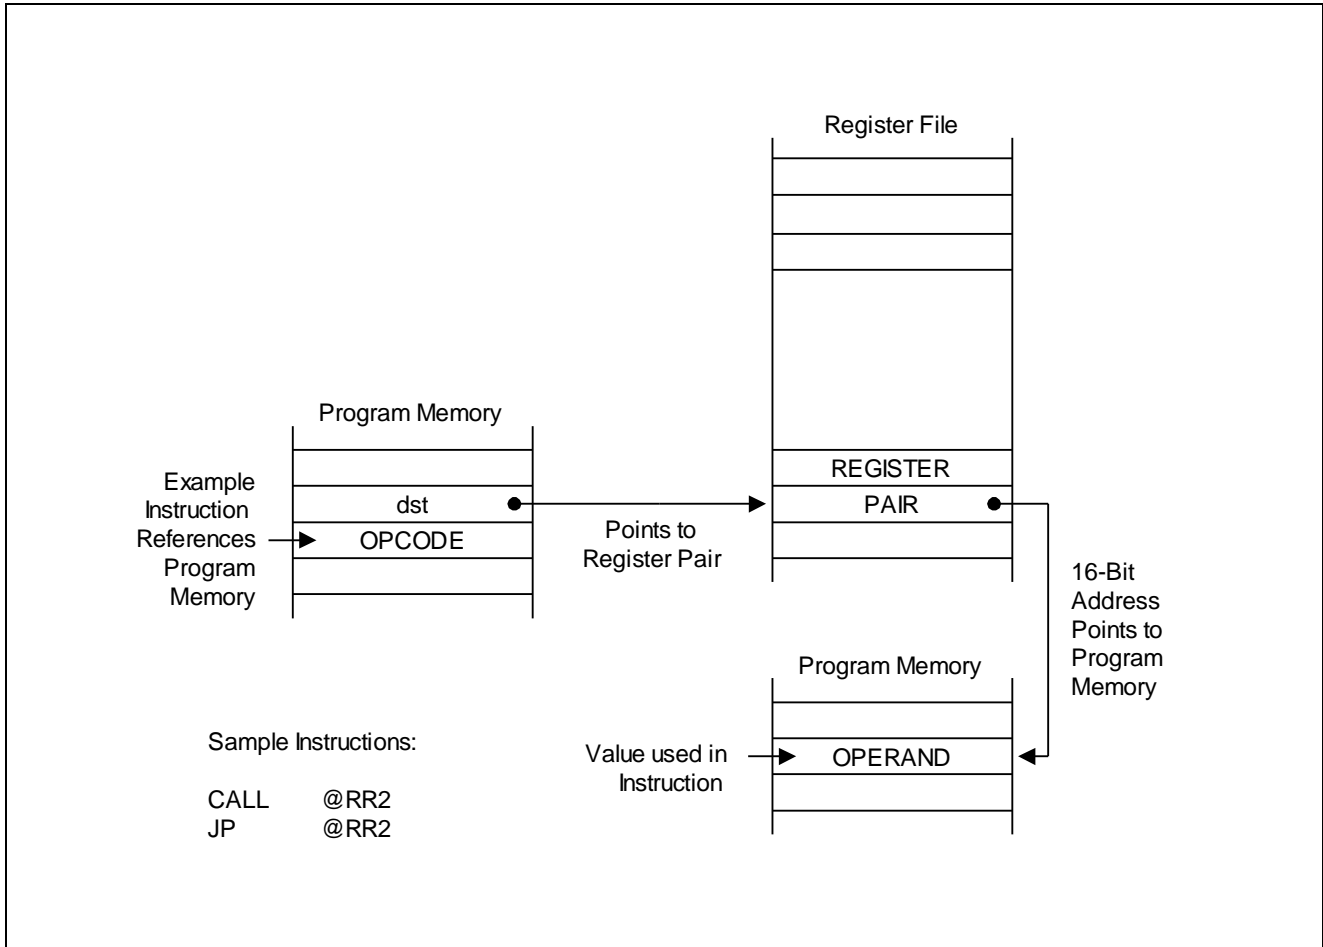 Register File
Program Memory
REGISTER
Example
Instruction
References
Program
Memory
dst
PAIR
OPCODE
Points to
Register Pair
16-Bit
Address
Points to
Program
Memory
Program Memory
Sample Instructions:
Value used in
Instruction
OPERAND
CALL @RR2
JP @RR2